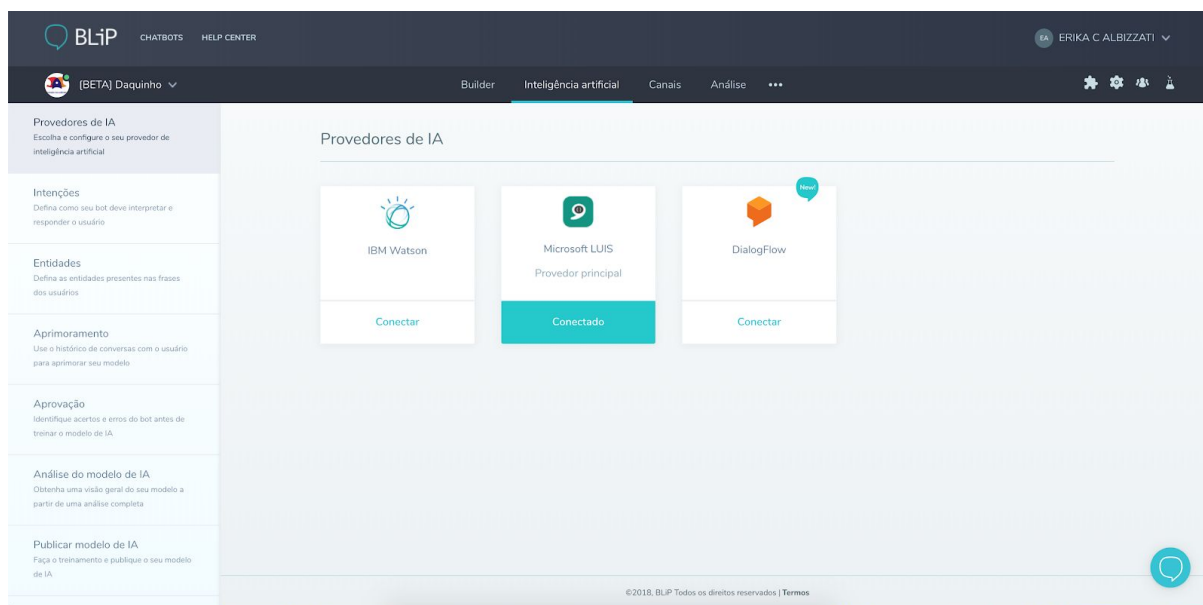 BLiP
CHATBOTS
HELP CENTER
EA
ERIKA C ALBIZZATI
[BETA] Daquinho
Builder
Inteligência artificial
Canais
Análise
Provedores de IA
Escolha e configure o seu provedor de
inteligência artificial
Intenções
Defina como seu bot deve interpretar e
responder o usuário
Entidades
Defina as entidades presentes nas frases
dos usuários
Aprimoramento
Use o histórico de conversas com o usuário
para aprimorar seu modelo
Aprovação
Identifique acertos e erros do bot antes de
treinar o modelo de IA
Análise do modelo de IA
Obtenha uma visão geral do seu modelo a
partir de uma análise completa
Publicar modelo de IA
Faça o treinamento e publique o seu modelo
de IA
Provedores de IA
IBM Watson
Conectar
Microsoft LUIS
Provedor principal
Conectado
New!
DialogFlow
Conectar
©2018, BLiP Todos os direitos reservados | Termos